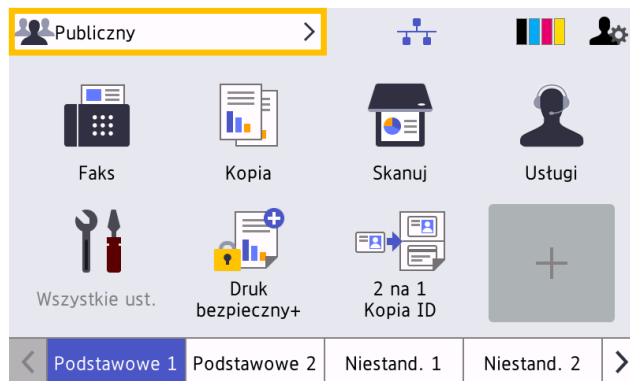 Publiczny
Faks
Kopia
Skanuj
Usługi
Wszystkie ust.
Druk
bezpieczny+
2 na 1
Kopia ID
Podstawowe 1
Podstawowe 2
Niestand. 1
Niestand. 2